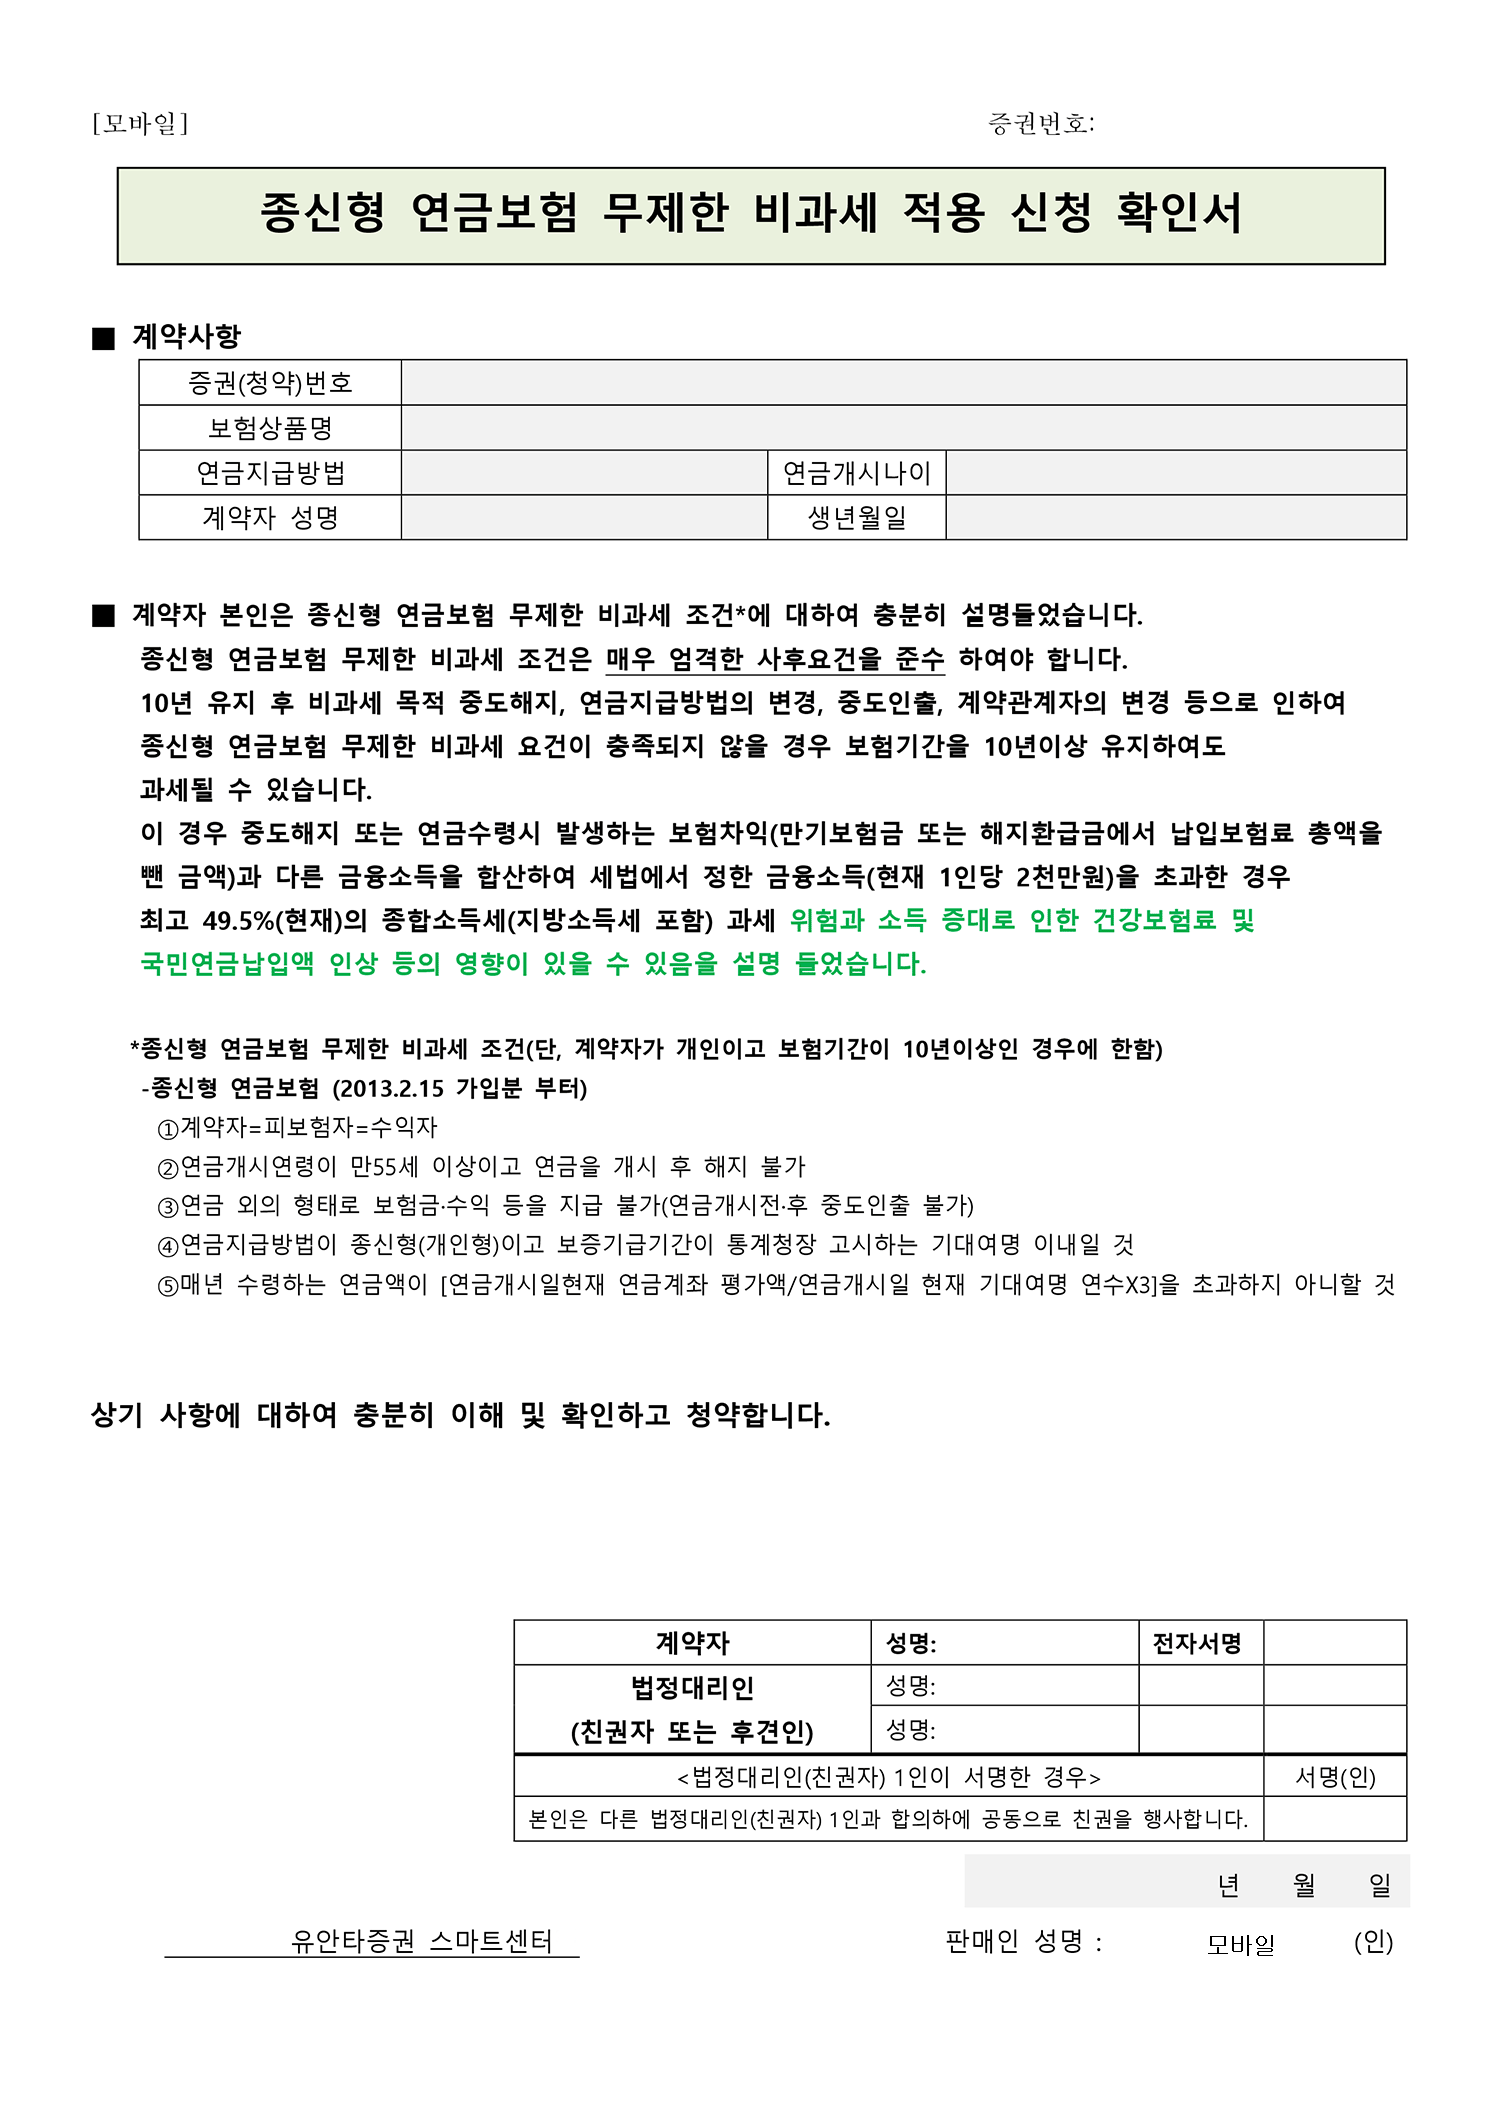 [모바일] 증권번호:
종신형 연금보험 무제한 비과세 적용 신청 확인서
■ 계약사항
증권(청약)번호
보험상품명
연금지급방법 연금개시나이
계약자 성명 생년월일
■ 계약자 본인은 종신형 연금보험 무제한 비과세 조건*에 대하여 충분히 설명들었습니다.
종신형 연금보험 무제한 비과세 조건은 매우 엄격한 사후요건을 준수 하여야 합니다.
10년 유지 후 비과세 목적 중도해지, 연금지급방법의 변경, 중도인출, 계약관계자의 변경 등으로 인하여
종신형 연금보험 무제한 비과세 요건이 충족되지 않을 경우 보험기간을 10년이상 유지하여도
과세될 수 있습니다.
이 경우 중도해지 또는 연금수령시 발생하는 보험차익(만기보험금 또는 해지환급금에서 납입보험료 총액을
뺀 금액)과 다른 금융소득을 합산하여 세법에서 정한 금융소득(현재 1인당 2천만원)을 초과한 경우
최고 49.5%(현재)의 종합소득세(지방소득세 포함) 과세 위험과 소득 증대로 인한 건강보험료 및
국민연금납입액 인상 등의 영향이 있을 수 있음을 설명 들었습니다.
*종신형 연금보험 무제한 비과세 조건(단, 계약자가 개인이고 보험기간이 10년이상인 경우에 한함)
-종신형 연금보험 (2013.2.15 가입분 부터)
①계약자=피보험자=수익자
②연금개시연령이 만55세 이상이고 연금을 개시 후 해지 불가
③연금 외의 형태로 보험금·수익 등을 지급 불가(연금개시전·후 중도인출 불가)
④연금지급방법이 종신형(개인형)이고 보증기급기간이 통계청장 고시하는 기대여명 이내일 것
⑤매년 수령하는 연금액이 [연금개시일현재 연금계좌 평가액/연금개시일 현재 기대여명 연수X3]을 초과하지 아니할 것
상기 사항에 대하여 충분히 이해 및 확인하고 청약합니다.
계약자 성명: 전자서명
법정대리인 성명:
(친권자 또는 후견인) 성명:
<법정대리인(친권자) 1인이 서명한 경우> 서명(인)
본인은 다른 법정대리인(친권자) 1인과 합의하에 공동으로 친권을 행사합니다.
년 월 일
유안타증권 스마트센터 판매인 성명 : 모바일 (인)